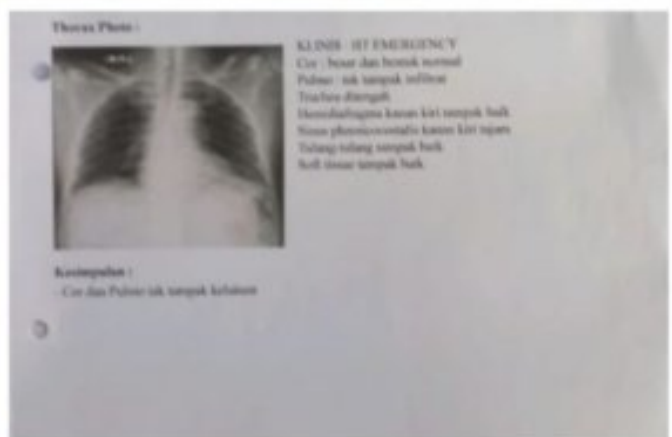 Thorax Photo :
KLINIS : HT EMERGENCY
Cor : besar dan bentuk normal
Pulmo : tak tampak infiltrat
Trachea ditengah
Hemidiafragma kanan kiri tampak baik
Sinus phrenicocostalis kanan kiri tajam
Tulang-tulang tampak baik
Soft tissue tampak baik
Kesimpulan :
- Cor dan Pulmo tak tampak kelainan